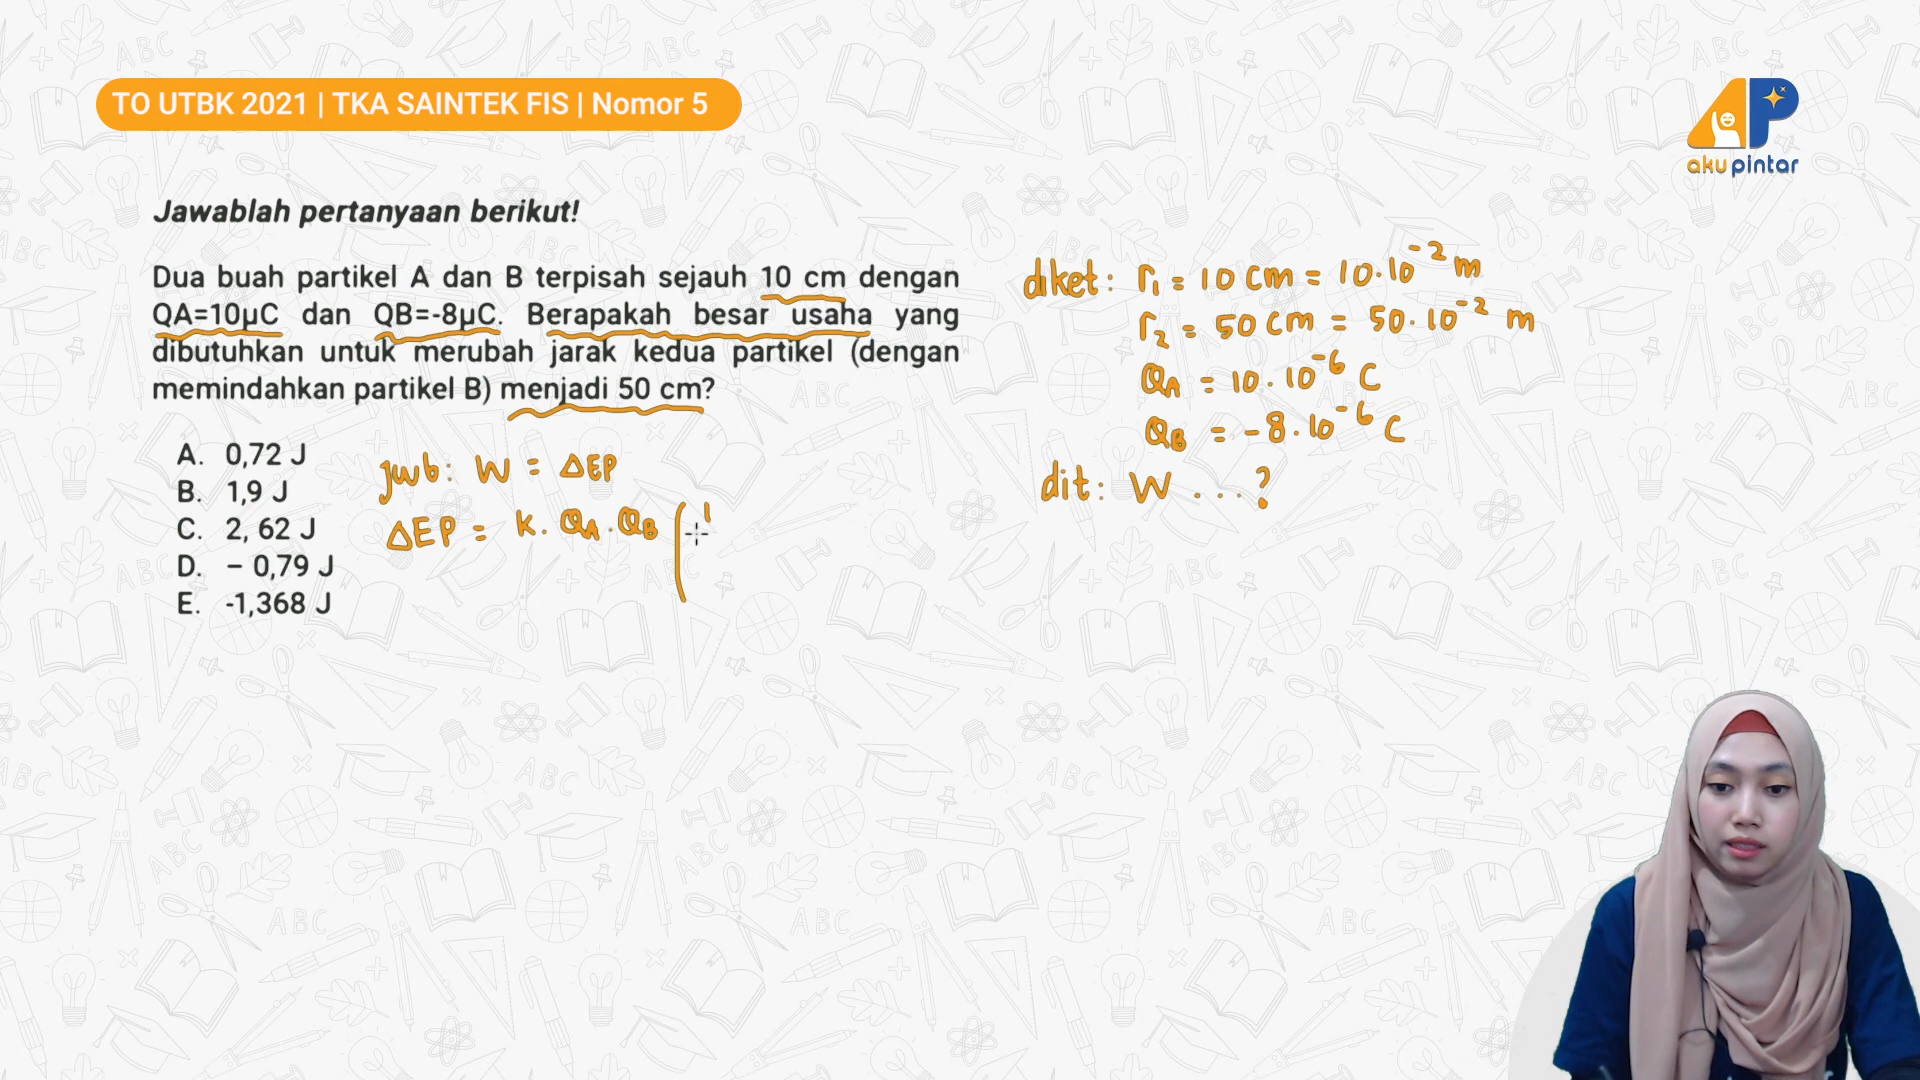 TO UTBK 2021 | TKA SAINTEK FIS | Nomor 5
aku pintar
Jawablah pertanyaan berikut!
Dua buah partikel A dan B terpisah sejauh 10 cm dengan
QA=10µC dan QB=-8µC. Berapakah besar usaha yang
dibutuhkan untuk merubah jarak kedua partikel (dengan
memindahkan partikel B) menjadi 50 cm?
A. 0,72 J
B. 1,9 J
C. 2, 62 J
D. – 0,79 J
E. -1,368 J
jwb: W = ΔEP
ΔEP = k. QA. QB ( 1
diket: r₁ = 10 cm = 10.10⁻² m
r₂ = 50 cm = 50.10⁻² m
QA = 10.10⁻⁶ C
QB = -8.10⁻⁶ C
dit: W ...?